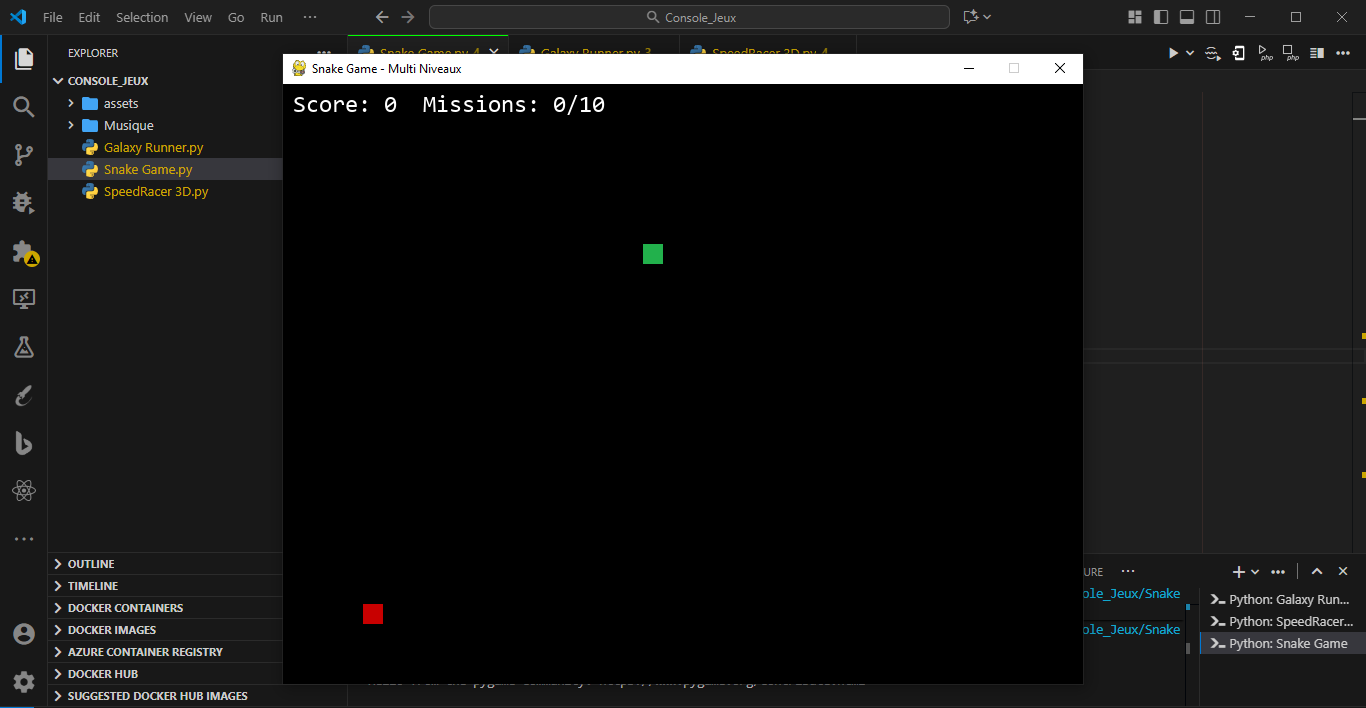 File Edit Selection View Go Run ···
Console_Jeux
EXPLORER
Snake Game.py 4
Galaxy Runner.py 3
SpeedRacer 3D.py 4
CONSOLE_JEUX
assets
Musique
Galaxy Runner.py
Snake Game.py
SpeedRacer 3D.py
Snake Game - Multi Niveaux
Score: 0 Missions: 0/10
php
php
OUTLINE
TIMELINE
DOCKER CONTAINERS
DOCKER IMAGES
AZURE CONTAINER REGISTRY
DOCKER HUB
SUGGESTED DOCKER HUB IMAGES
URE
ole_Jeux/Snake
ole_Jeux/Snake
Python: Galaxy Run...
Python: SpeedRacer...
Python: Snake Game